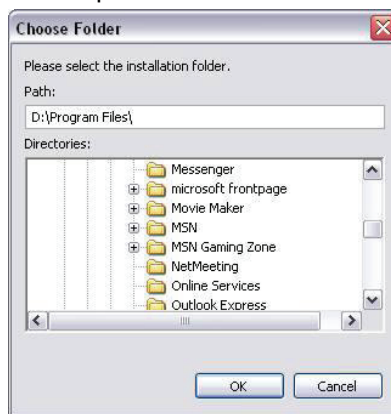 Choose Folder
Please select the installation folder.
Path:
D:\Program Files\
Directories:
Messenger
microsoft frontpage
Movie Maker
MSN
MSN Gaming Zone
NetMeeting
Online Services
Outlook Express
OK Cancel